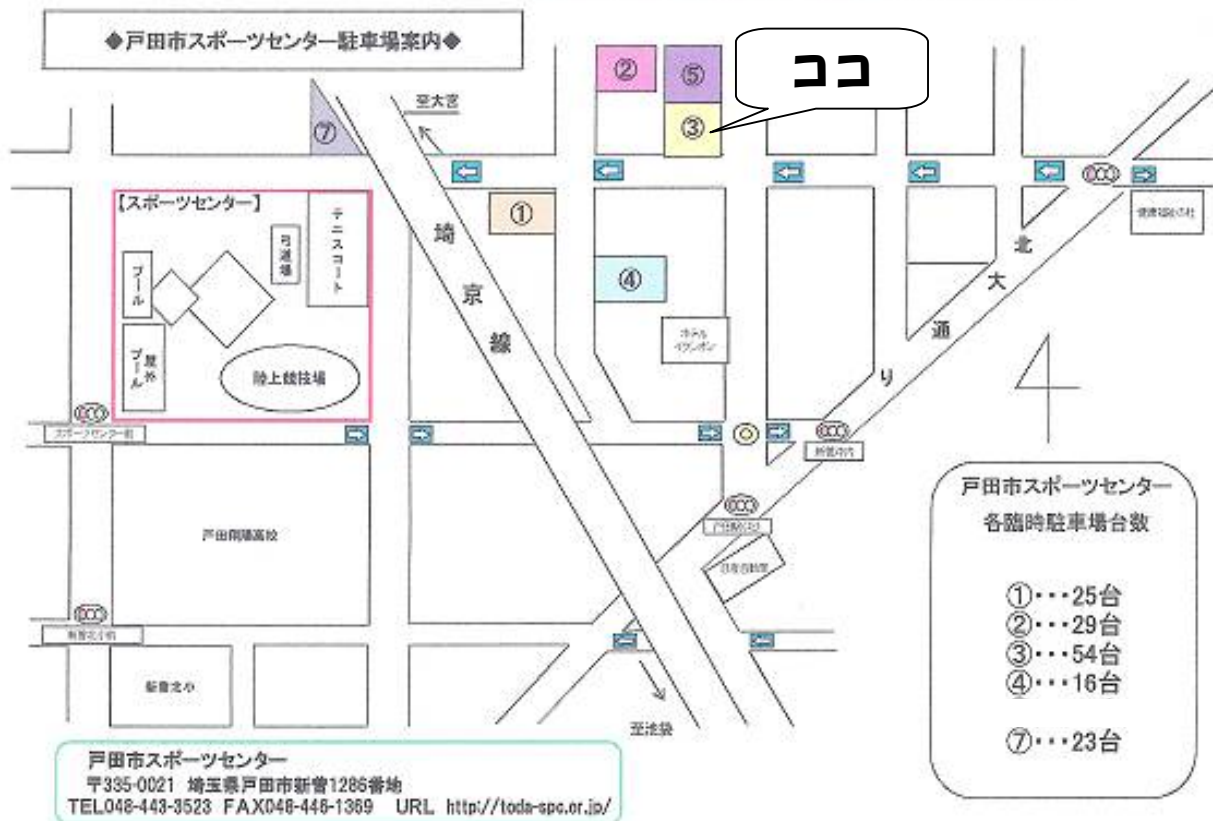 ◆戸田市スポーツセンター駐車場案内◆
②
⑤
ココ
③
⑦
至大宮
【スポーツセンター】
テニスコート
弓道場
プール
屋外プール
陸上競技場
①
④
埼京線
北大通り
スポーツセンター前
戸田翔陽高校
新曽北小
至池袋
戸田市スポーツセンター
各臨時駐車場台数
①・・・25台
②・・・29台
③・・・54台
④・・・16台
⑦・・・23台
戸田市スポーツセンター
〒335-0021 埼玉県戸田市新曽1286番地
TEL048-443-3523 FAX048-446-1369 URL http://toda-spc.or.jp/